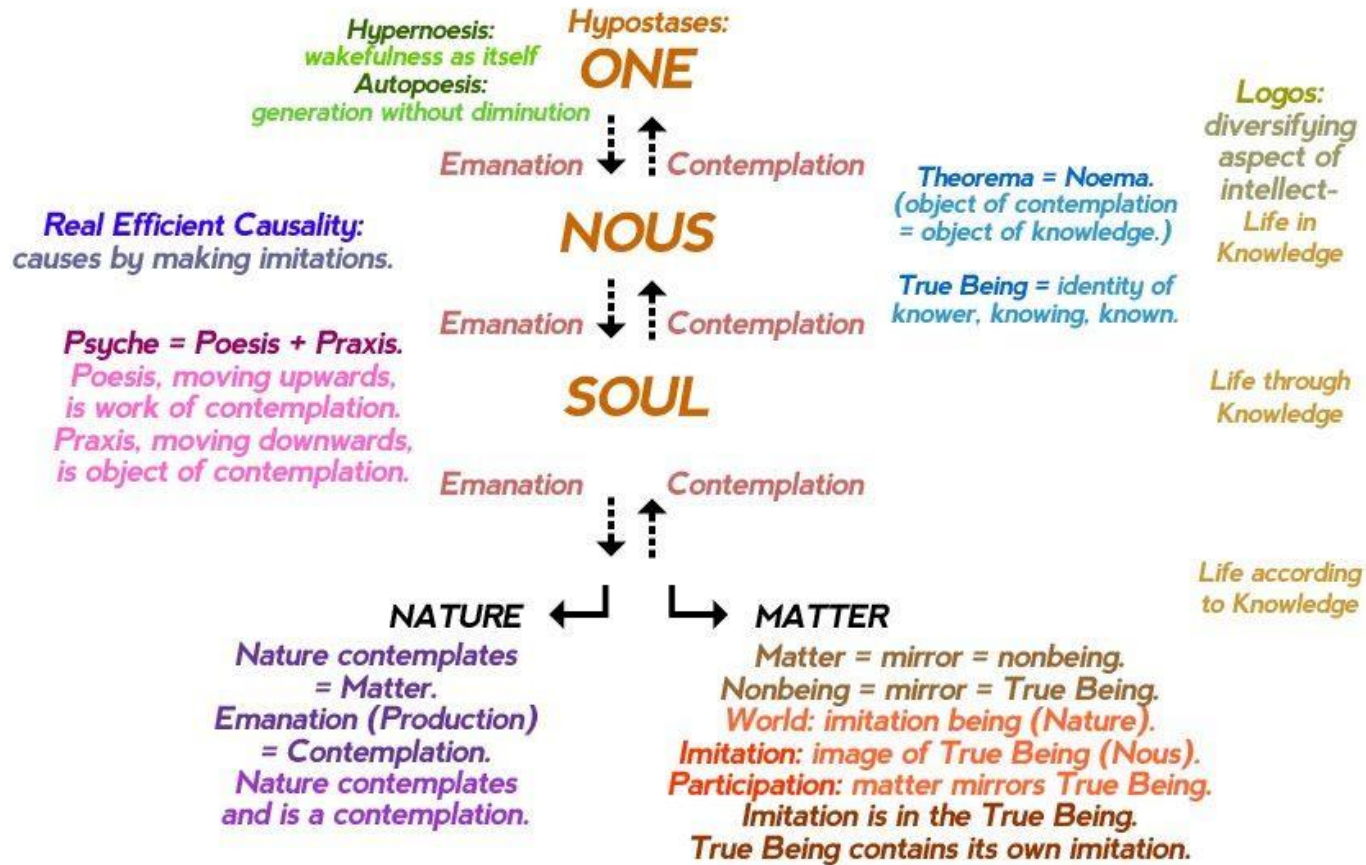 Hypernoesis:
wakefulness as itself
Autopoesis:
generation without diminution
Hypostases:
ONE
Emanation
Contemplation
Logos:
diversifying
aspect of
intellect-
Life in
Knowledge
Real Efficient Causality:
causes by making imitations.
NOUS
Theorema = Noema.
(object of contemplation
= object of knowledge.)
True Being = identity of
knower, knowing, known.
Emanation
Contemplation
Psyche = Poesis + Praxis.
Poesis, moving upwards,
is work of contemplation.
Praxis, moving downwards,
is object of contemplation.
SOUL
Life through
Knowledge
Emanation
Contemplation
Life according
to Knowledge
NATURE
Nature contemplates
= Matter.
Emanation (Production)
= Contemplation.
Nature contemplates
and is a contemplation.
MATTER
Matter = mirror = nonbeing.
Nonbeing = mirror = True Being.
World: imitation being (Nature).
Imitation: image of True Being (Nous).
Participation: matter mirrors True Being.
Imitation is in the True Being.
True Being contains its own imitation.